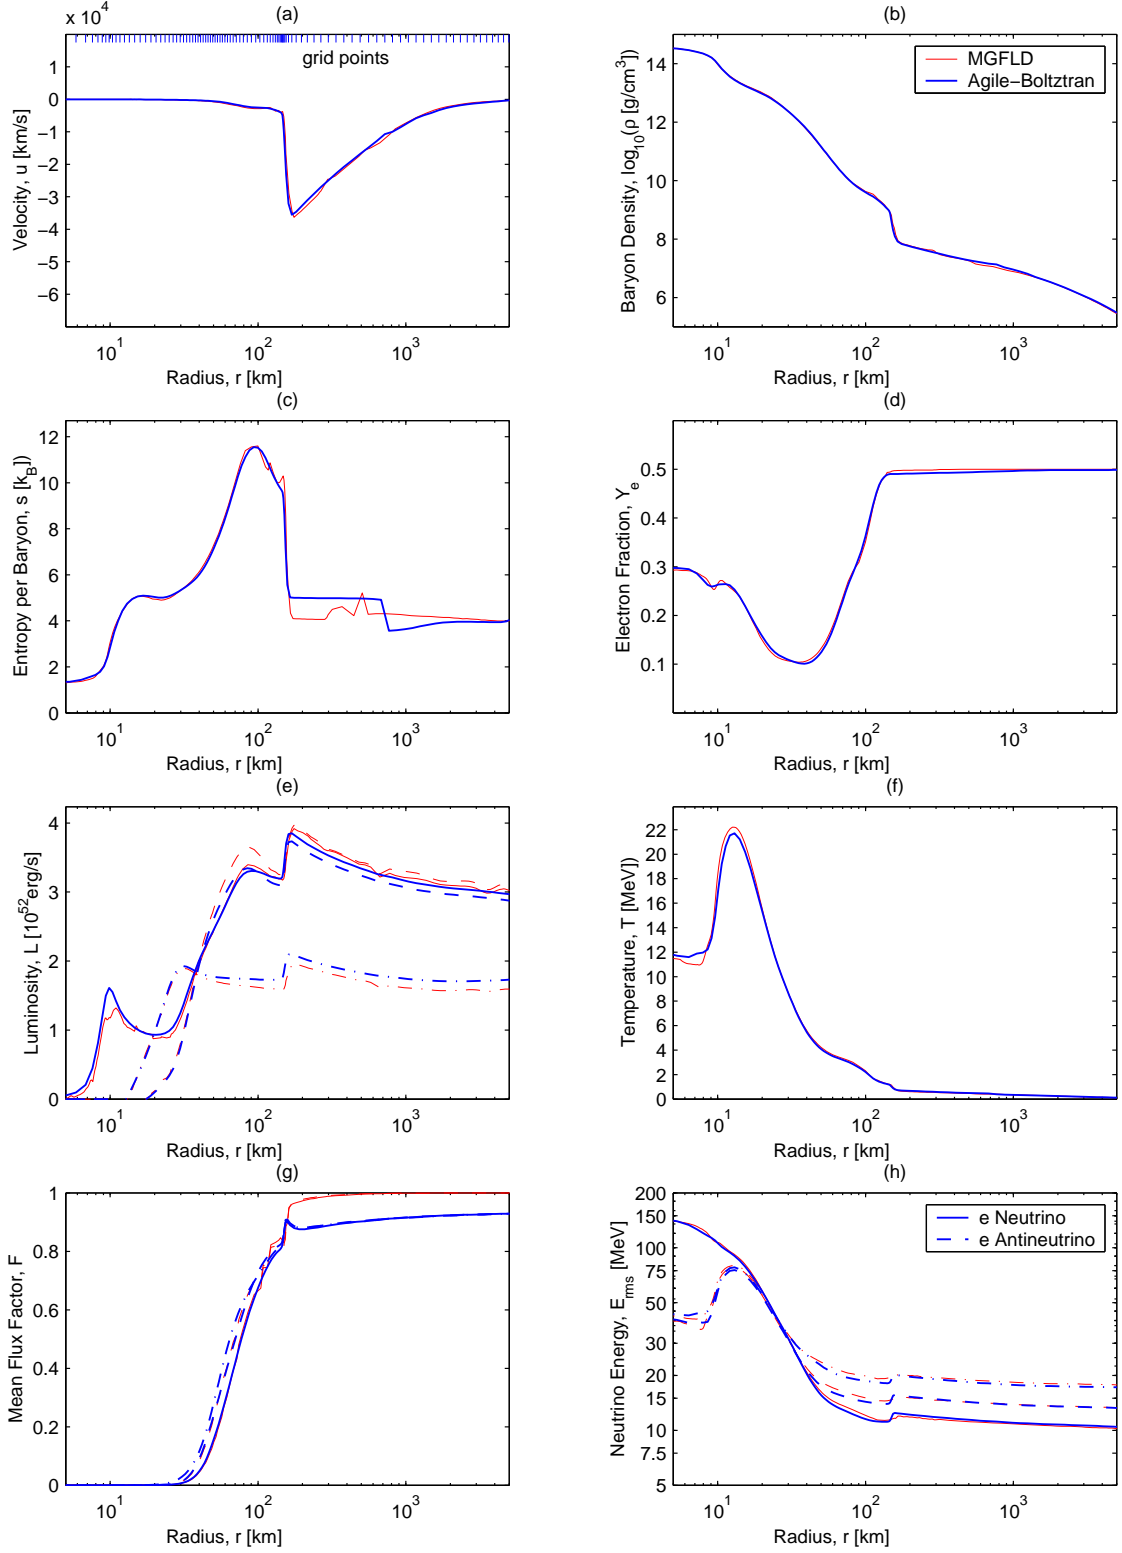 (a)
x 10^4
grid points
1
0
−1
−2
−3
−4
−5
−6
Velocity, u [km/s]
10^1
10^2
10^3
Radius, r [km]
(b)
MGFLD
Agile−Boltztran
14
12
10
8
6
Baryon Density, log_10(ρ [g/cm^3])
10^1
10^2
10^3
Radius, r [km]
(c)
12
10
8
6
4
2
0
Entropy per Baryon, s [k_B]
10^1
10^2
10^3
Radius, r [km]
(d)
0.5
0.4
0.3
0.2
0.1
Electron Fraction, Y_e
10^1
10^2
10^3
Radius, r [km]
(e)
4
3
2
1
0
Luminosity, L [10^52 erg/s]
10^1
10^2
10^3
Radius, r [km]
(f)
22
20
18
16
14
12
10
8
6
4
2
0
Temperature, T [MeV])
10^1
10^2
10^3
Radius, r [km]
(g)
1
0.8
0.6
0.4
0.2
0
Mean Flux Factor, F
10^1
10^2
10^3
Radius, r [km]
(h)
e Neutrino
e Antineutrino
200
150
100
75
50
30
20
15
10
7.5
5
Neutrino Energy, E_rms [MeV]
10^1
10^2
10^3
Radius, r [km]